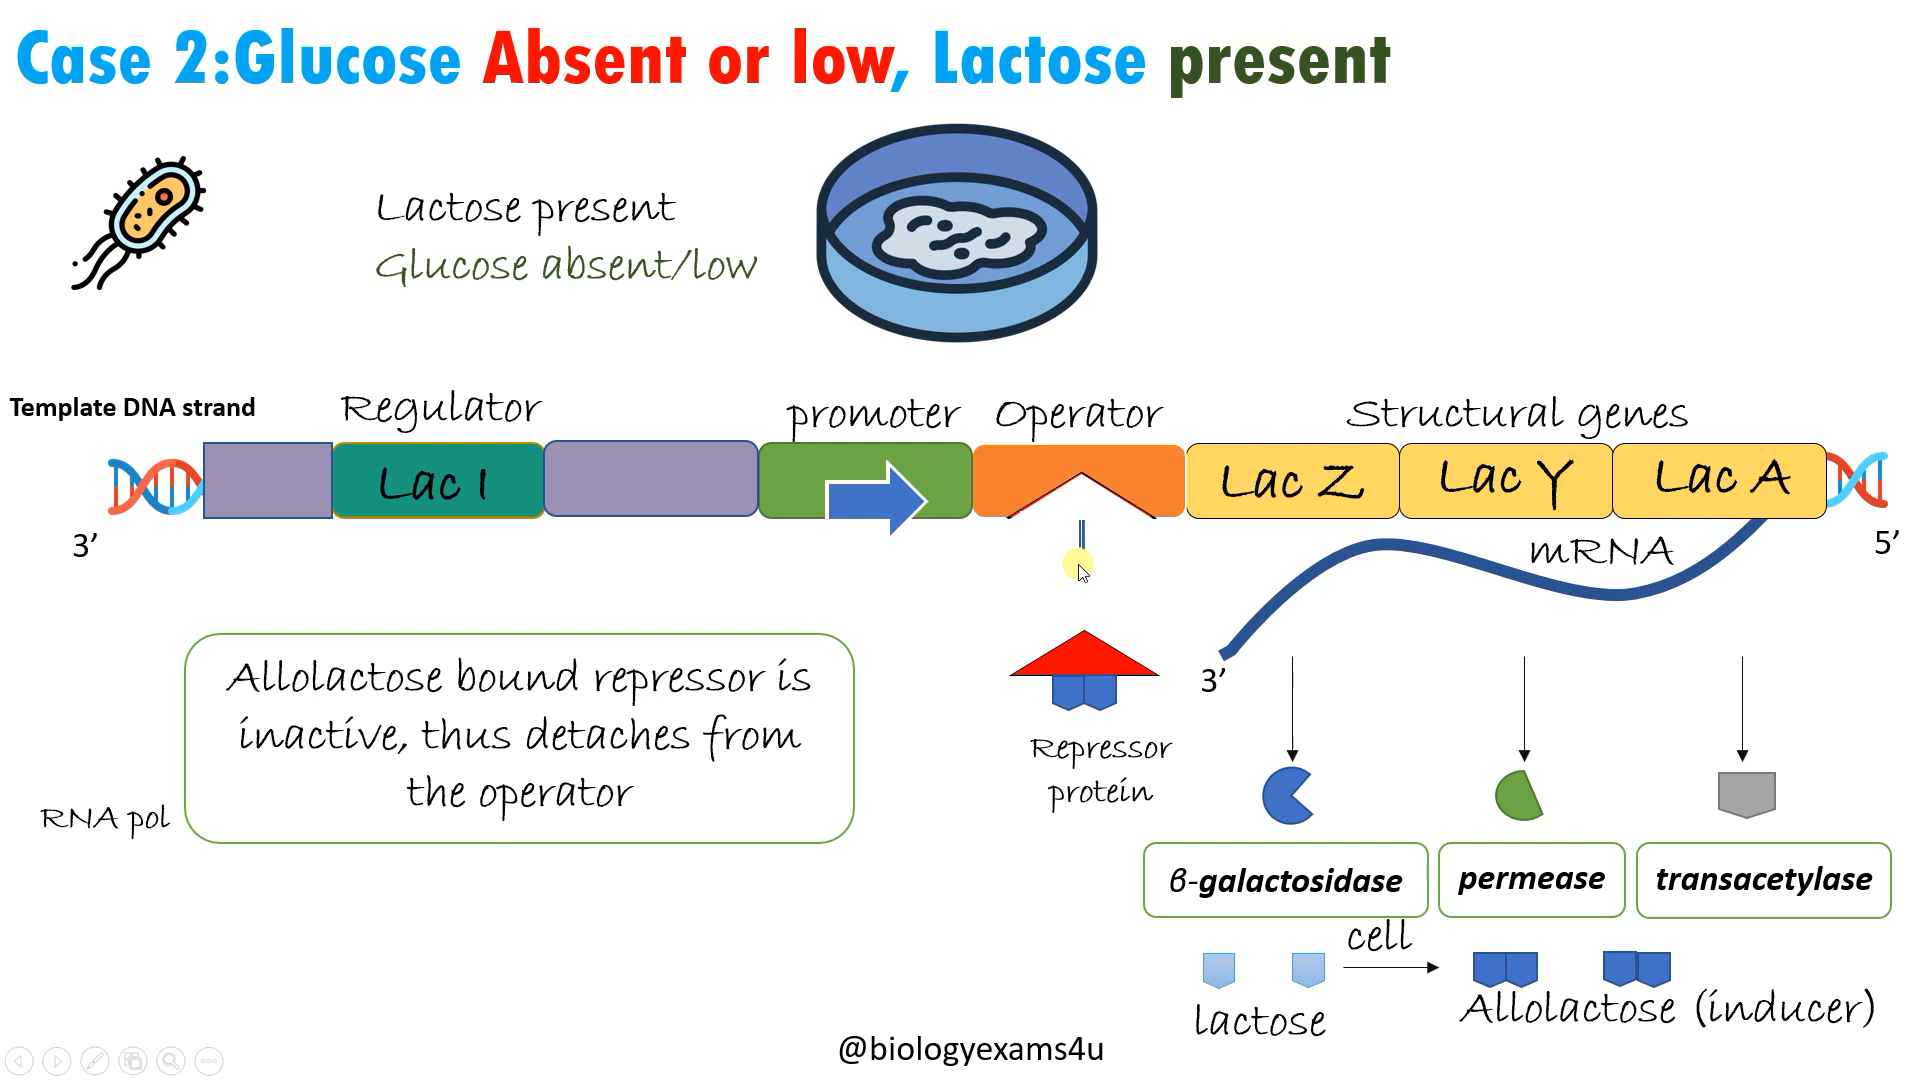 Case 2:Glucose Absent or low, Lactose present
Lactose present
Glucose absent/low
Template DNA strand
Regulator
promoter
Operator
Structural genes
Lac I
Lac Z
Lac Y
Lac A
3’
5’
mRNA
3’
Allolactose bound repressor is
inactive, thus detaches from
the operator
RNA pol
Repressor
protein
β-galactosidase
permease
transacetylase
cell
lactose
Allolactose (inducer)
@biologyexams4u